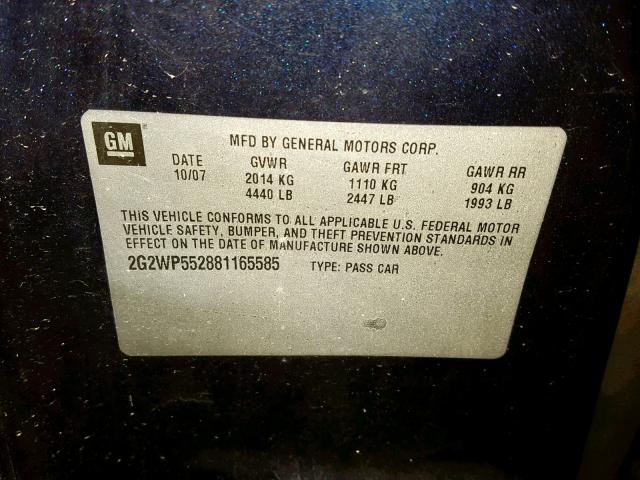 GM
MFD BY GENERAL MOTORS CORP.
DATE GVWR GAWR FRT GAWR RR
10/07 2014 KG 1110 KG 904 KG
4440 LB 2447 LB 1993 LB
THIS VEHICLE CONFORMS TO ALL APPLICABLE U.S. FEDERAL MOTOR
VEHICLE SAFETY, BUMPER, AND THEFT PREVENTION STANDARDS IN
EFFECT ON THE DATE OF MANUFACTURE SHOWN ABOVE.
2G2WP552881165585 TYPE: PASS CAR